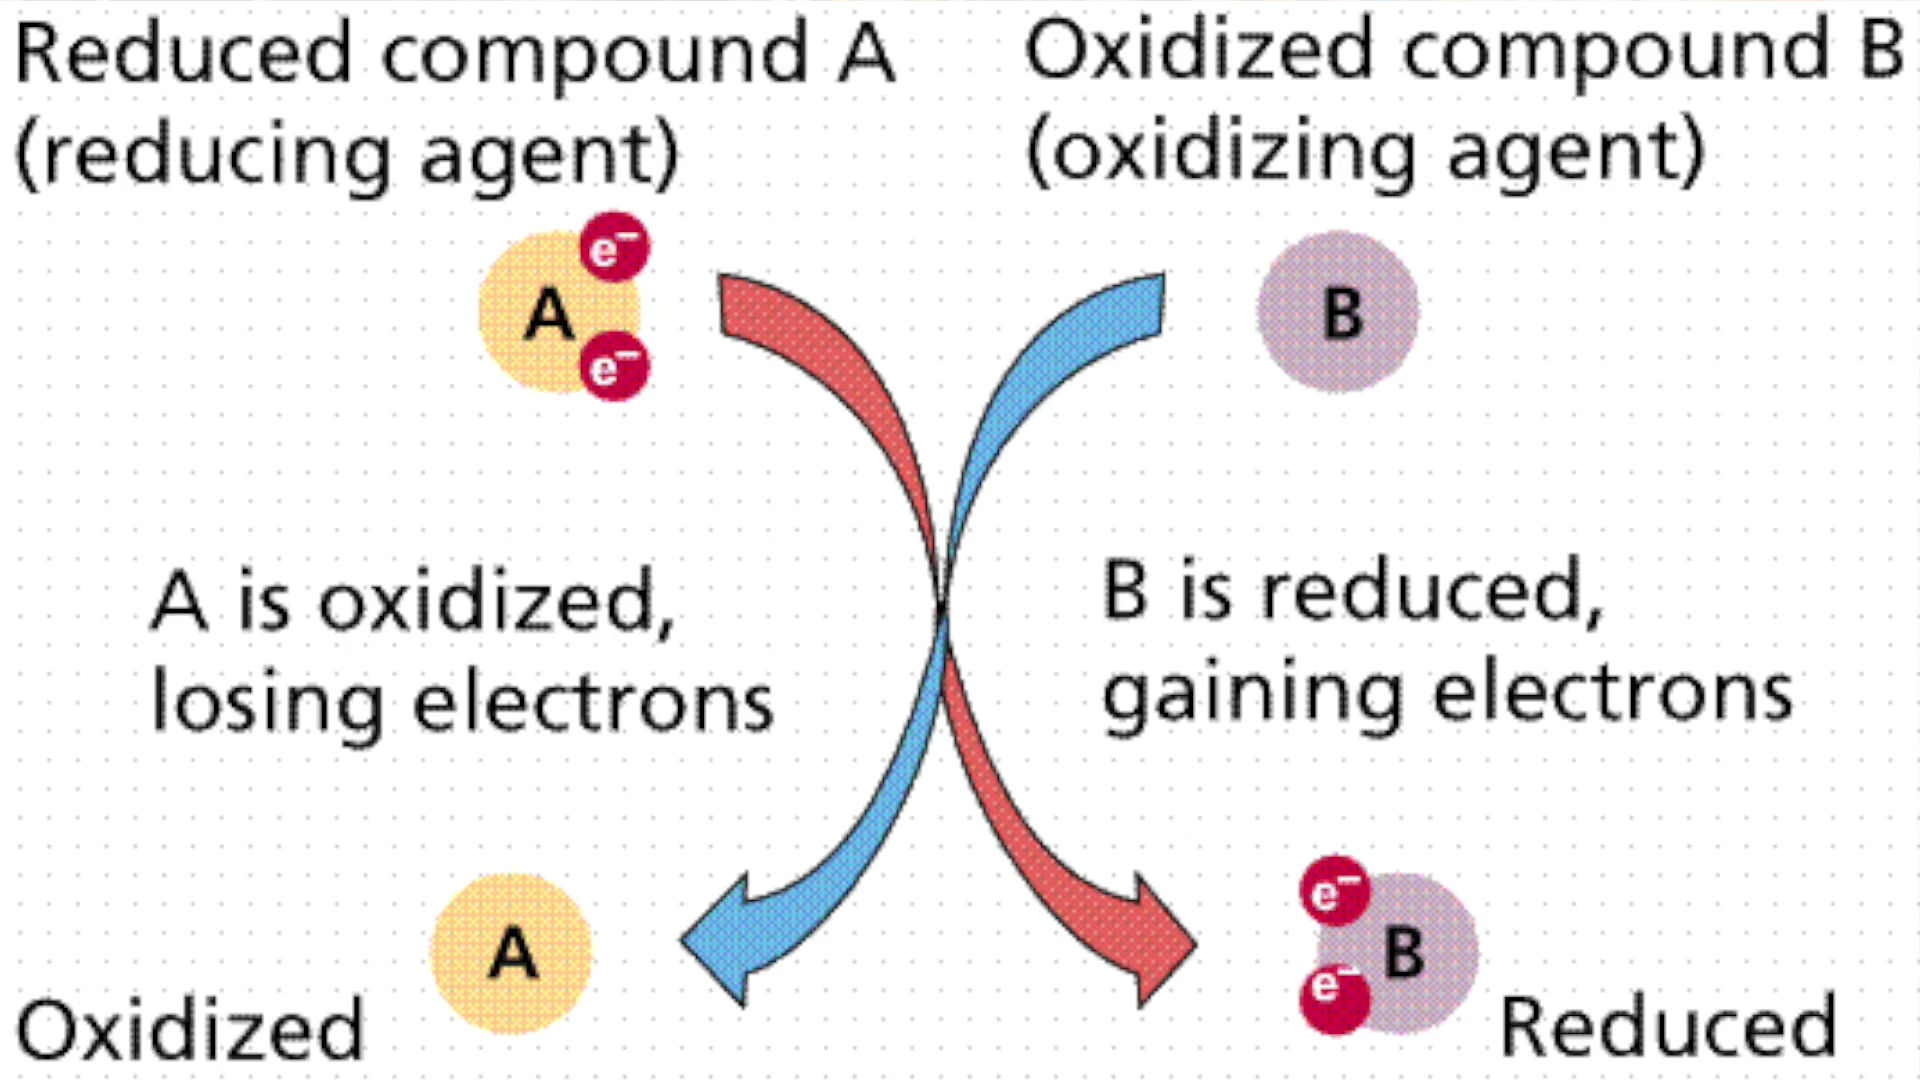 Reduced compound A
(reducing agent)
Oxidized compound B
(oxidizing agent)
e⁻
A
e⁻
B
A is oxidized,
losing electrons
B is reduced,
gaining electrons
A
Oxidized
e⁻
B
e⁻
Reduced